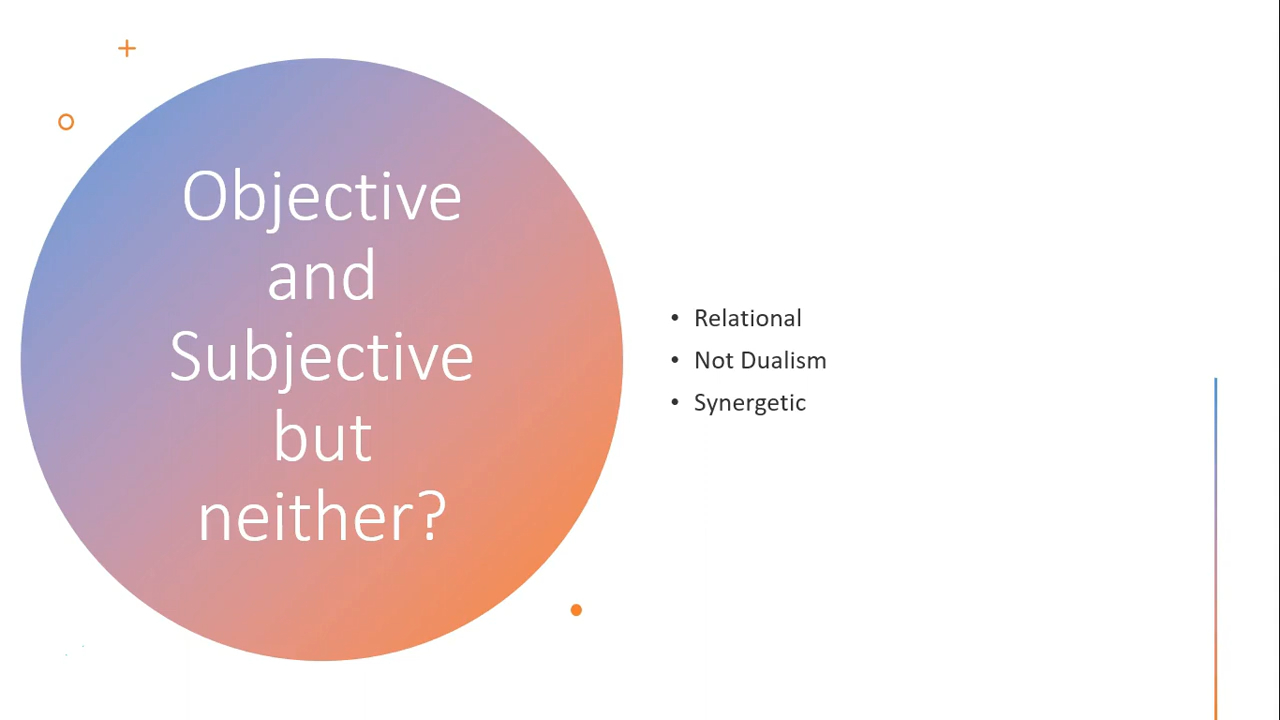 Objective
and
Subjective
but
neither?
• Relational
• Not Dualism
• Synergetic